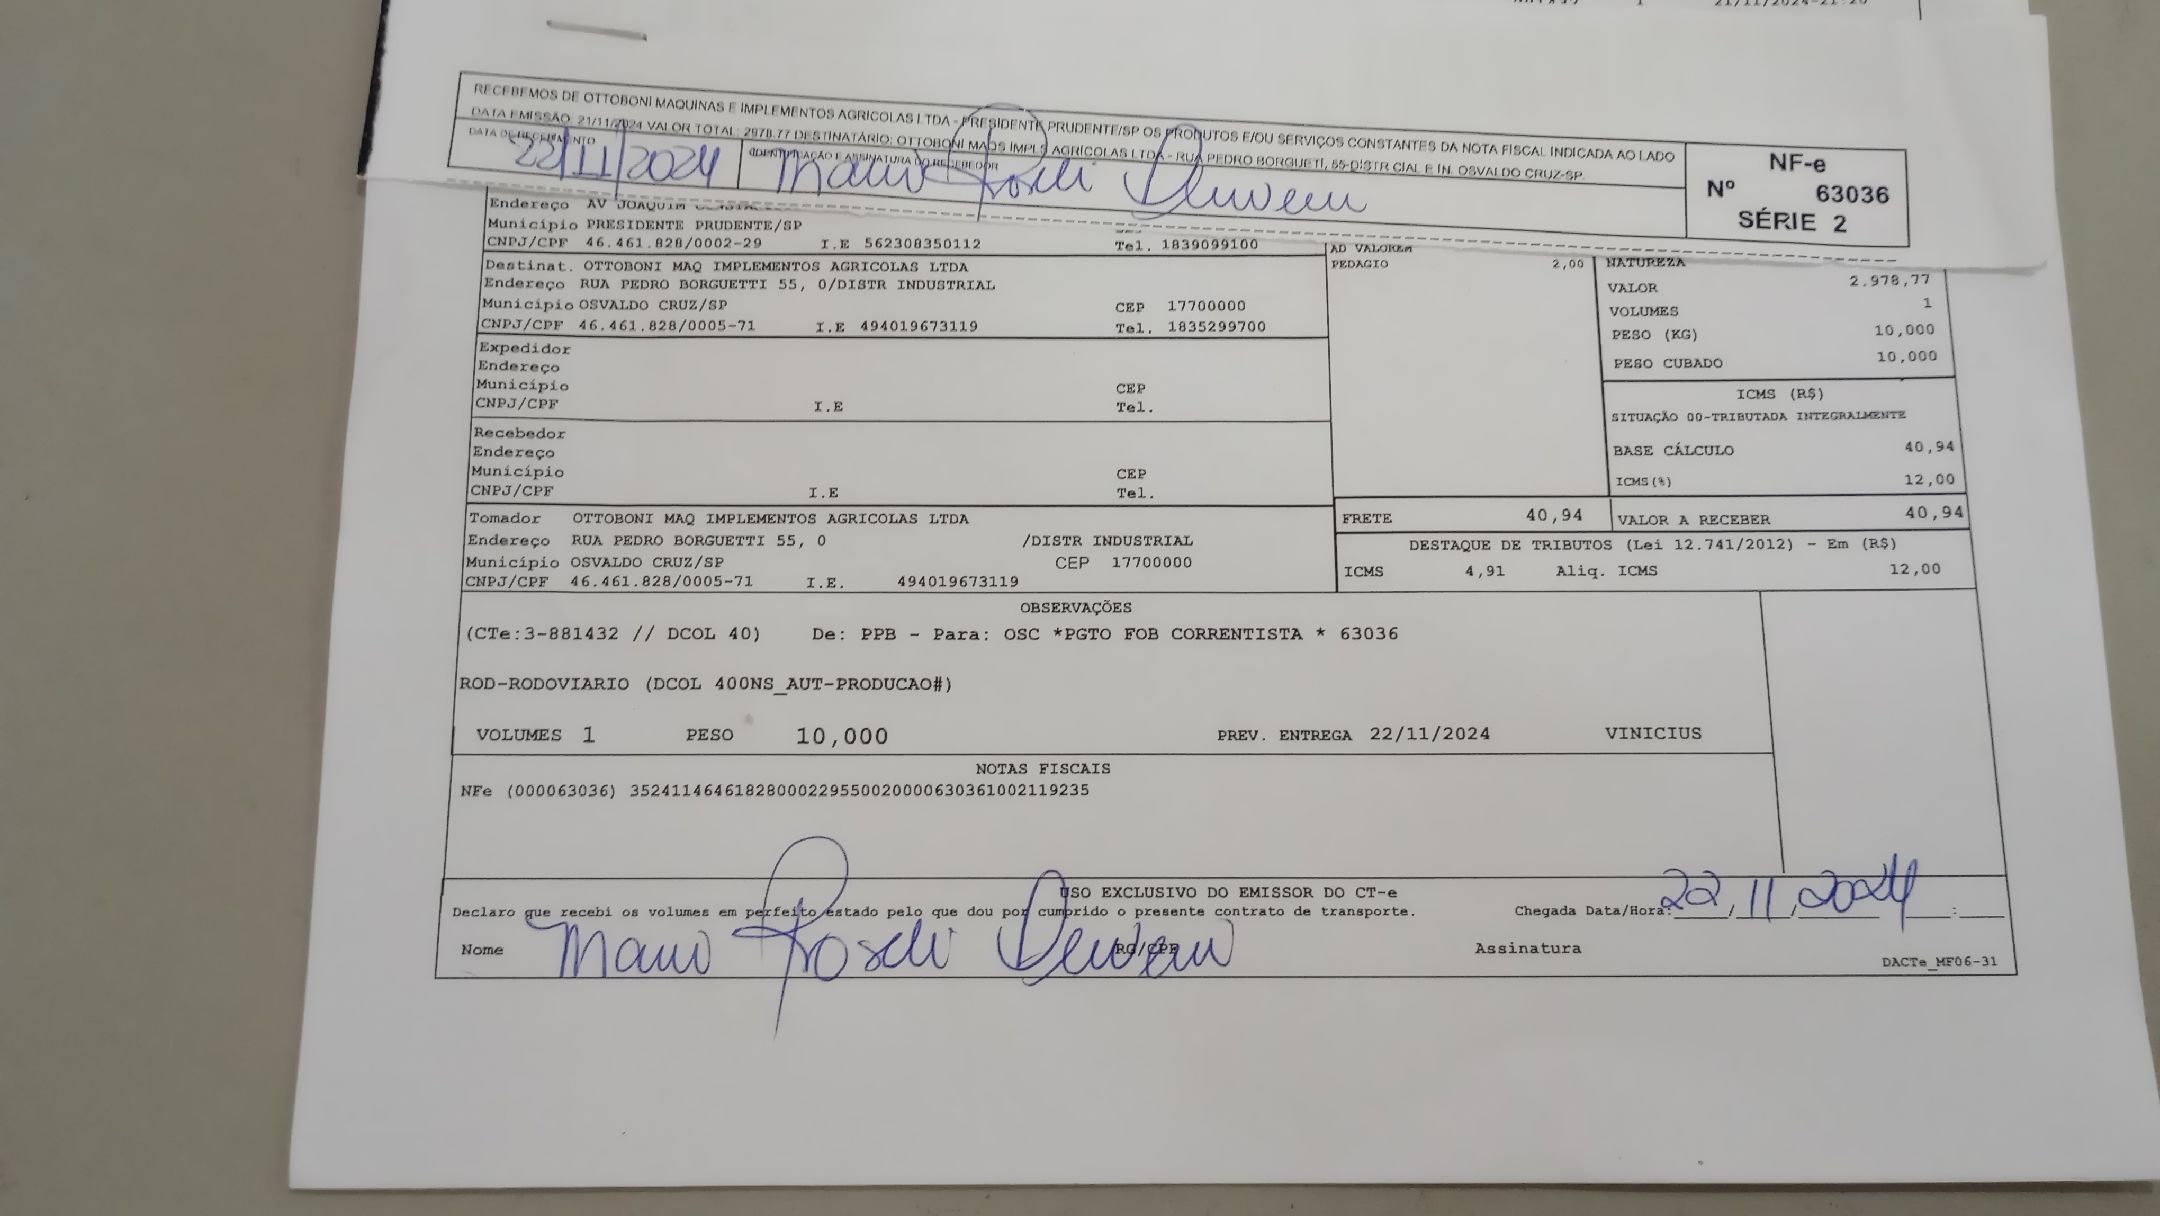 21/11/2024-21:20
RECEBEMOS DE OTTOBONI MAQUINAS E IMPLEMENTOS AGRICOLAS LTDA - PRESIDENTE PRUDENTE/SP OS PRODUTOS E/OU SERVIÇOS CONSTANTES DA NOTA FISCAL INDICADA AO LADO
DATA EMISSÃO: 21/11/2024 VALOR TOTAL: 2978.77 DESTINATÁRIO: OTTOBONI MAQS IMPLS AGRÍCOLAS LTDA - RUA PEDRO BORGUETI, 55-DISTR CIAL E IN. OSVALDO CRUZ-SP.
DATA DE RECEBIMENTO
IDENTIFICAÇÃO E ASSINATURA DO RECEBEDOR
22/11/2024
NF-e
Nº 63036
SÉRIE 2
Endereço AV JOAQUIM
Município PRESIDENTE PRUDENTE/SP
CNPJ/CPF 46.461.828/0002-29 I.E 562308350112 Tel. 1839099100
Destinat. OTTOBONI MAQ IMPLEMENTOS AGRICOLAS LTDA
Endereço RUA PEDRO BORGUETTI 55, 0/DISTR INDUSTRIAL
Município OSVALDO CRUZ/SP CEP 17700000
CNPJ/CPF 46.461.828/0005-71 I.E 494019673119 Tel. 1835299700
Expedidor
Endereço
Município CEP
CNPJ/CPF I.E Tel.
Recebedor
Endereço
Município CEP
CNPJ/CPF I.E Tel.
Tomador OTTOBONI MAQ IMPLEMENTOS AGRICOLAS LTDA
Endereço RUA PEDRO BORGUETTI 55, 0 /DISTR INDUSTRIAL
Município OSVALDO CRUZ/SP CEP 17700000
CNPJ/CPF 46.461.828/0005-71 I.E. 494019673119
AD VALOREM
PEDAGIO 2,00
NATUREZA
VALOR 2.978,77
VOLUMES 1
PESO (KG) 10,000
PESO CUBADO 10,000
ICMS (R$)
SITUAÇÃO 00-TRIBUTADA INTEGRALMENTE
BASE CÁLCULO 40,94
ICMS(%) 12,00
FRETE 40,94 VALOR A RECEBER 40,94
DESTAQUE DE TRIBUTOS (Lei 12.741/2012) - Em (R$)
ICMS 4,91 Aliq. ICMS 12,00
OBSERVAÇÕES
(CTe:3-881432 // DCOL 40) De: PPB - Para: OSC *PGTO FOB CORRENTISTA * 63036
ROD-RODOVIARIO (DCOL 400NS_AUT-PRODUCAO#)
VOLUMES 1 PESO 10,000 PREV. ENTREGA 22/11/2024 VINICIUS
NOTAS FISCAIS
NFe (000063036) 35241146461828000229550020000630361002119235
USO EXCLUSIVO DO EMISSOR DO CT-e
Declaro que recebi os volumes em perfeito estado pelo que dou por cumprido o presente contrato de transporte. Chegada Data/Hora: 22/11/2024 :
Nome RG/CPF Assinatura
DACTe_MF06-31